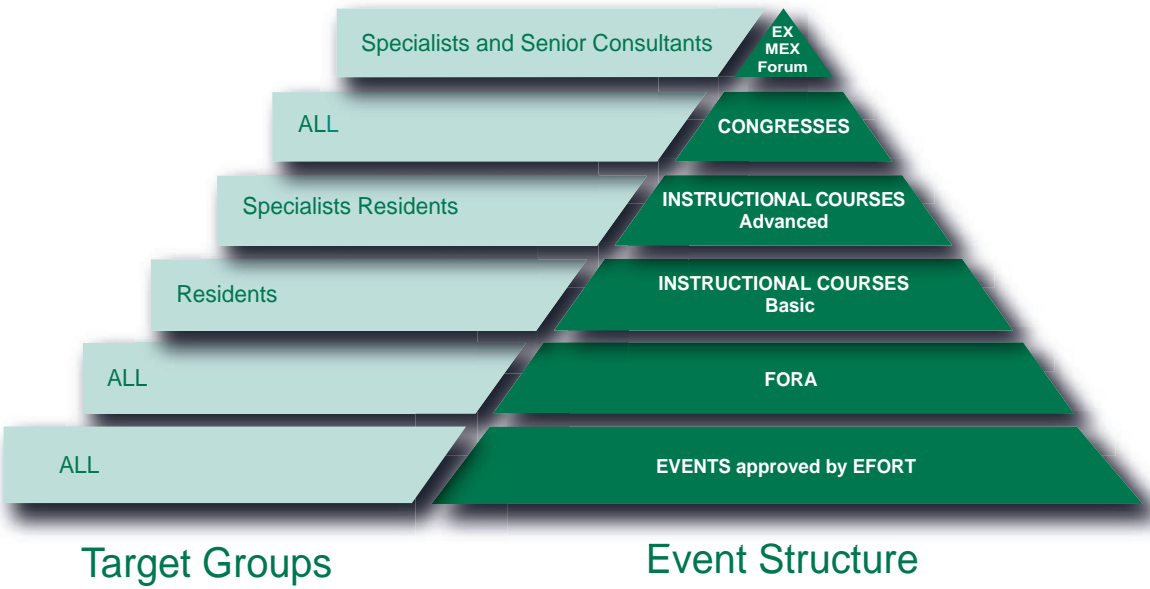 Specialists and Senior Consultants
EX
MEX
Forum
ALL
CONGRESSES
Specialists Residents
INSTRUCTIONAL COURSES
Advanced
Residents
INSTRUCTIONAL COURSES
Basic
ALL
FORA
ALL
EVENTS approved by EFORT
Target Groups
Event Structure